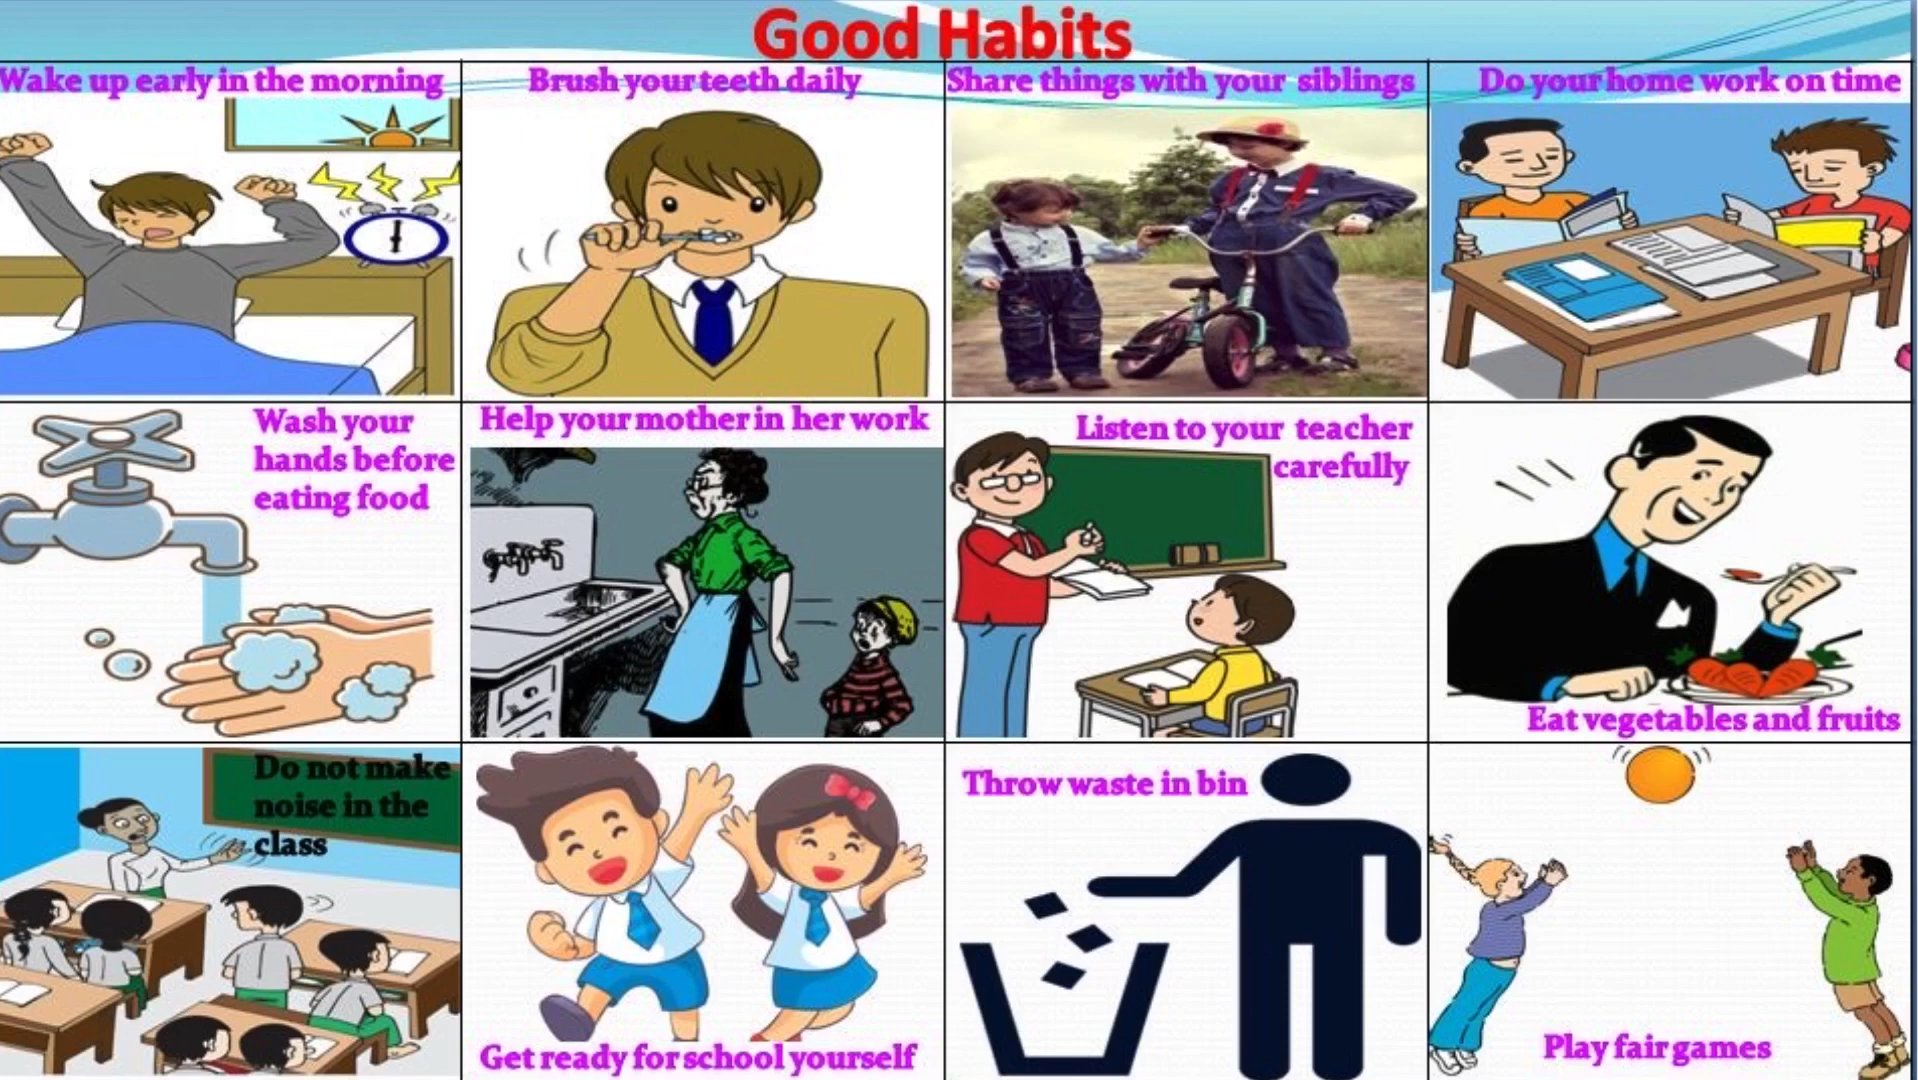 Good Habits
Wake up early in the morning
Brush your teeth daily
Share things with your siblings
Do your home work on time
Wash your
hands before
eating food
Help your mother in her work
Listen to your teacher
carefully
Eat vegetables and fruits
Do not make
noise in the
class
Get ready for school yourself
Throw waste in bin
Play fair games